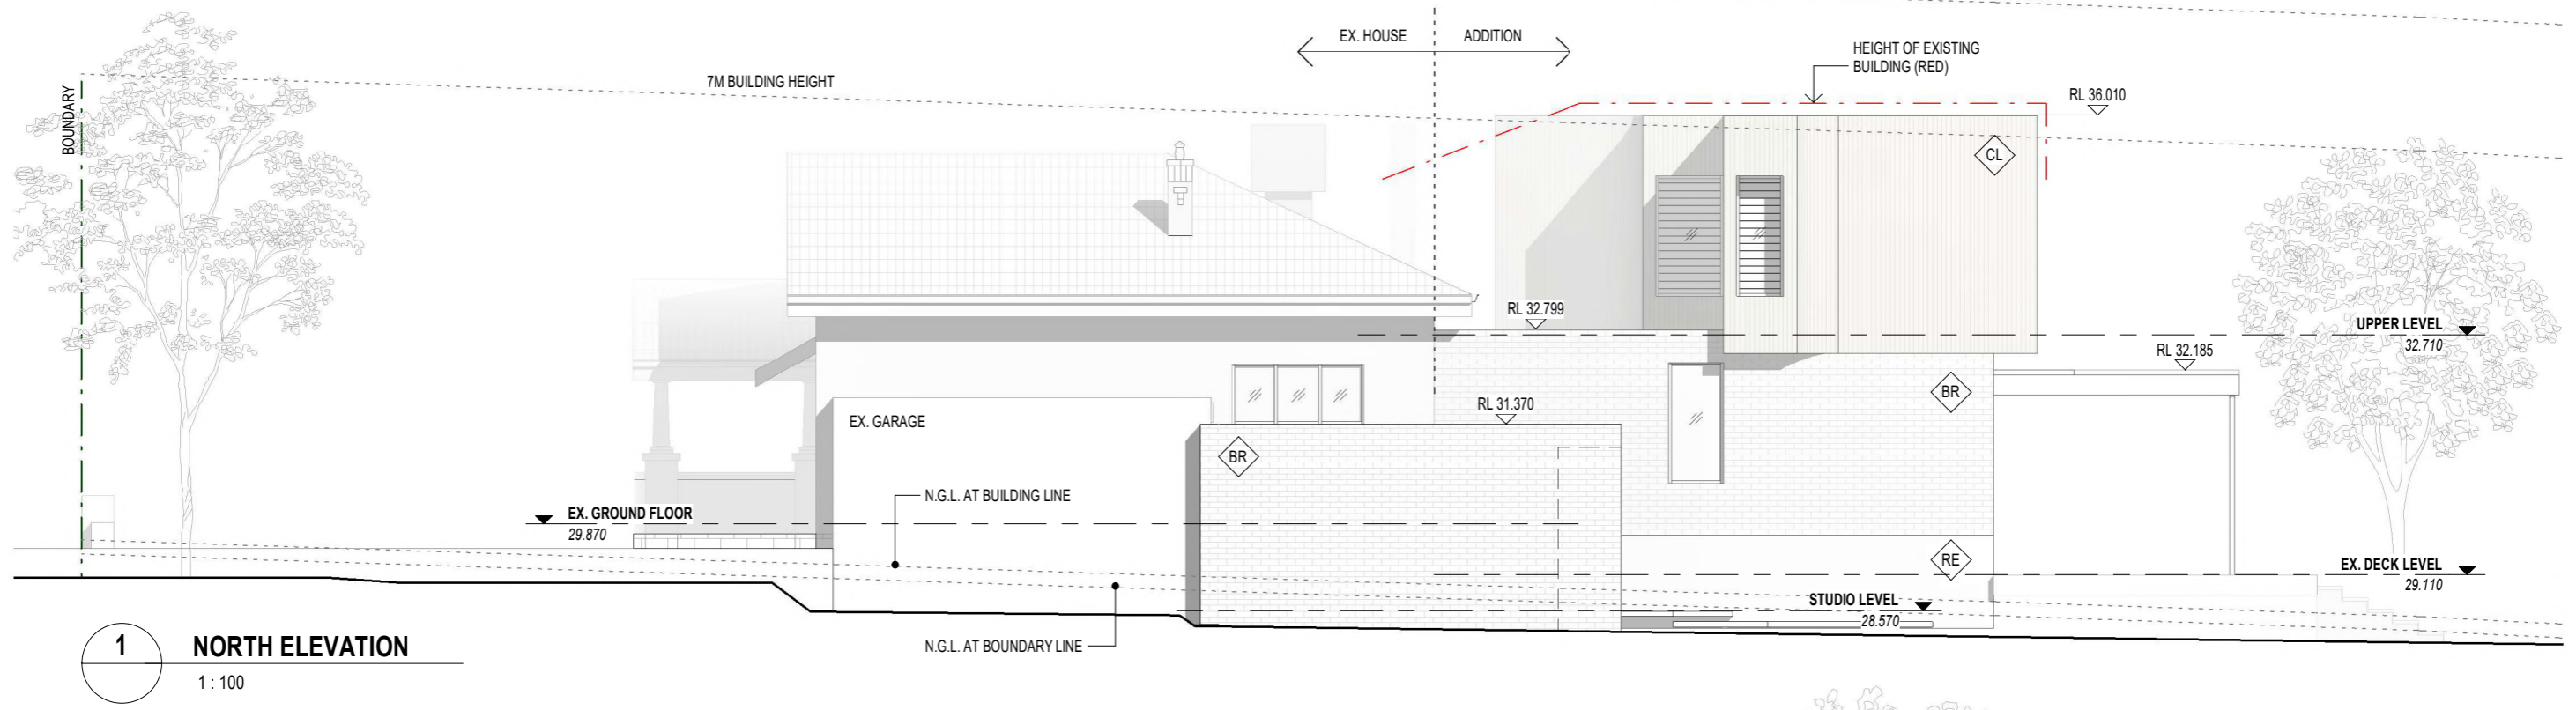 EX. HOUSE
ADDITION
HEIGHT OF EXISTING
BUILDING (RED)
7M BUILDING HEIGHT
BOUNDARY
RL 36.010
CL
RL 32.799
UPPER LEVEL
32.710
RL 32.185
BR
RL 31.370
EX. GARAGE
BR
N.G.L. AT BUILDING LINE
EX. GROUND FLOOR
29.870
RE
EX. DECK LEVEL
29.110
STUDIO LEVEL
28.570
N.G.L. AT BOUNDARY LINE
1
NORTH ELEVATION
1 : 100